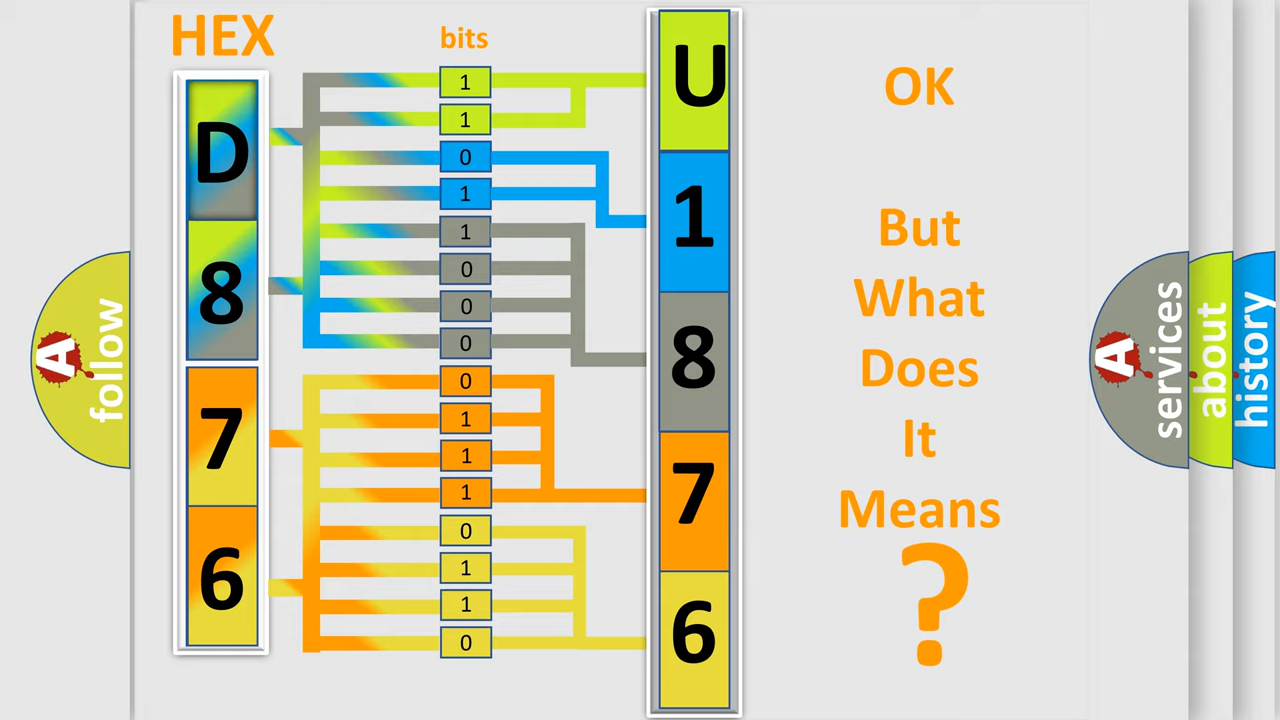 HEX
bits
D
8
7
6
1
1
0
1
1
0
0
0
0
1
1
1
0
1
1
0
U
1
8
7
6
OK
But
What
Does
It
Means
?
A
follow
A
services
about
history